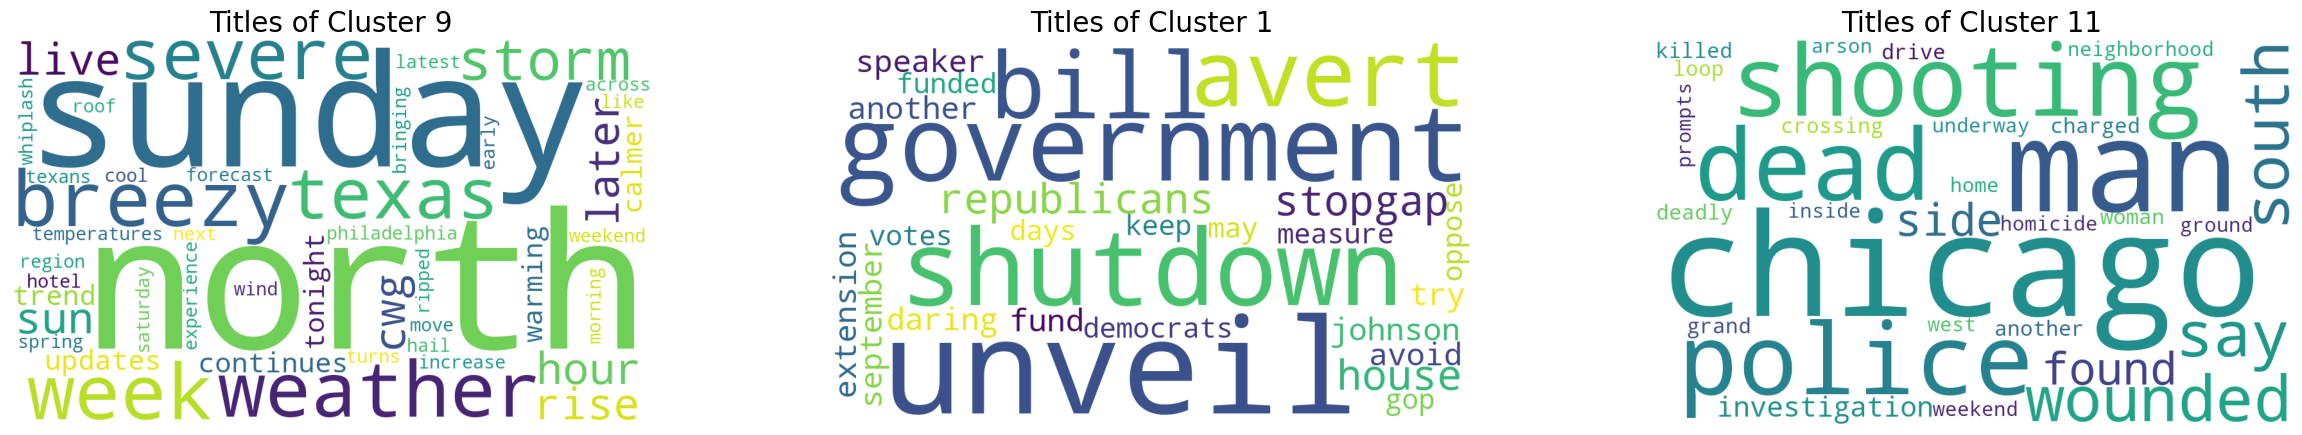 Titles of Cluster 9
live severe latest storm
whiplash roof sunday bringing early across like
later calmer
texans cool forecast
breezy texas
temperatures next philadelphia weekend
region hotel trend sun spring
saturday experience north wind tonight cwg ripped warming morning
move hail
updates continues turns increase hour
week weather rise
Titles of Cluster 1
speaker bill avert
funded
another
government
republicans stopgap oppose
votes days keep may measure
extension september shutdown try
daring fund democrats johnson
unveil avoid
house
gop
Titles of Cluster 11
killed arson drive neighborhood
loop shooting south
prompts crossing underway charged
dead man
home
deadly inside side homicide woman ground
chicago
grand west another say
police found
investigation weekend wounded